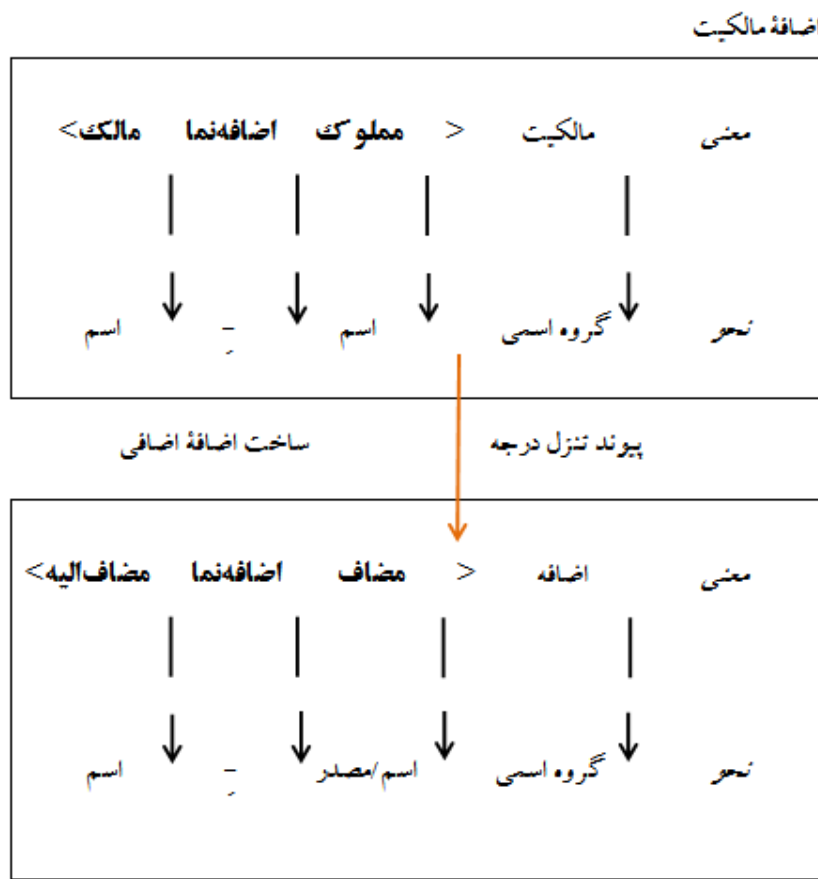 اضافهٔ مالکیت
معنی مالکیت < مملوک اضافه‌نما مالک>
نحو گروه اسمی اسم ـِ اسم
پیوند تنزل درجه ساخت اضافهٔ اضافی
معنی اضافه < مضاف اضافه‌نما مضاف‌الیه>
نحو گروه اسمی اسم/مصدر ـِ اسم